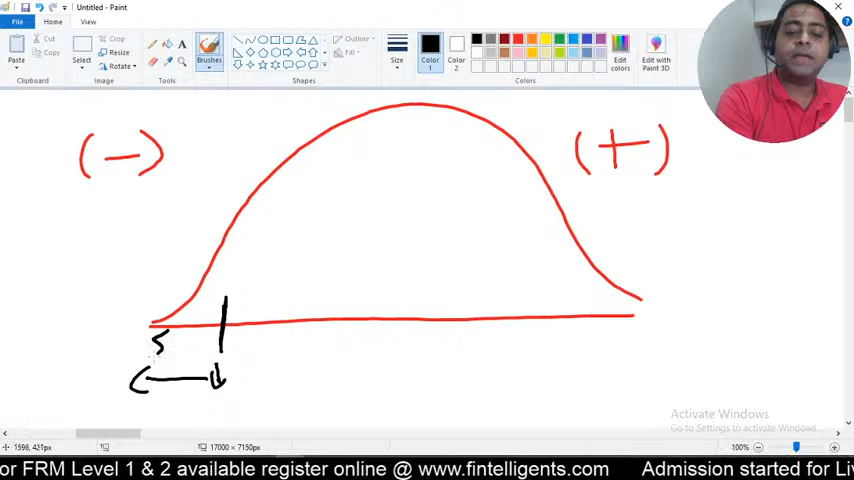 Untitled - Paint
File Home View
Paste Cut Copy
Clipboard
Select Crop Resize Rotate
Image
A
Tools
Brushes
Outline Fill
Shapes
Size
Color 1
Color 2
Colors
Edit colors
Edit with Paint 3D
(-)
(+)
5
Activate Windows
Go to Settings to activate Windows.
1598, 421px
17000 × 7150px
100%
or FRM Level 1 & 2 available register online @ www.fintelligents.com Admission started for Li